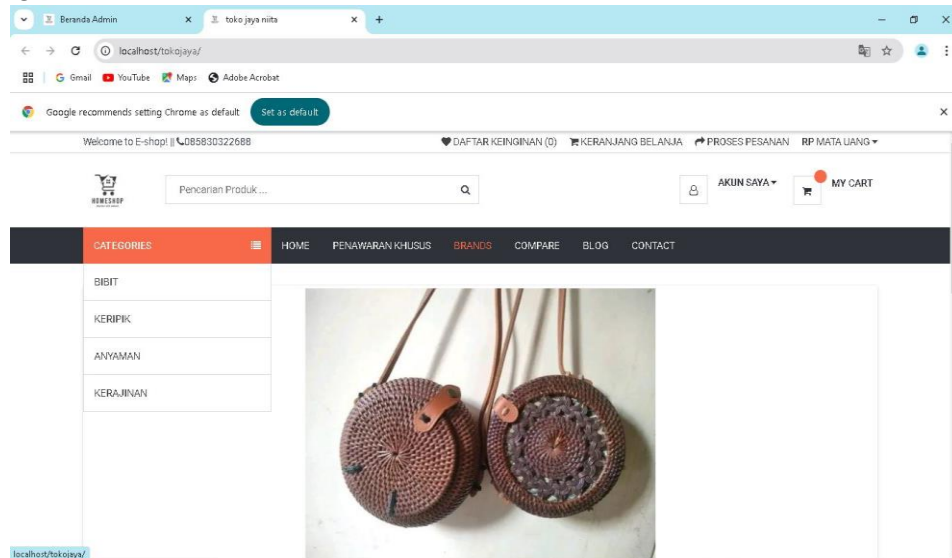 Beranda Admin
toko jaya niita
localhost/tokojaya/
Gmail YouTube Maps Adobe Acrobat
Google recommends setting Chrome as default Set as default
Welcome to E-shop! || 085830322688 DAFTAR KEINGINAN (0) KERANJANG BELANJA PROSES PESANAN RP MATA UANG
HOMESHOP
Pencarian Produk ...
AKUN SAYA
MY CART
CATEGORIES HOME PENAWARAN KHUSUS BRANDS COMPARE BLOG CONTACT
BIBIT
KERIPIK
ANYAMAN
KERAJINAN
localhost/tokojaya/